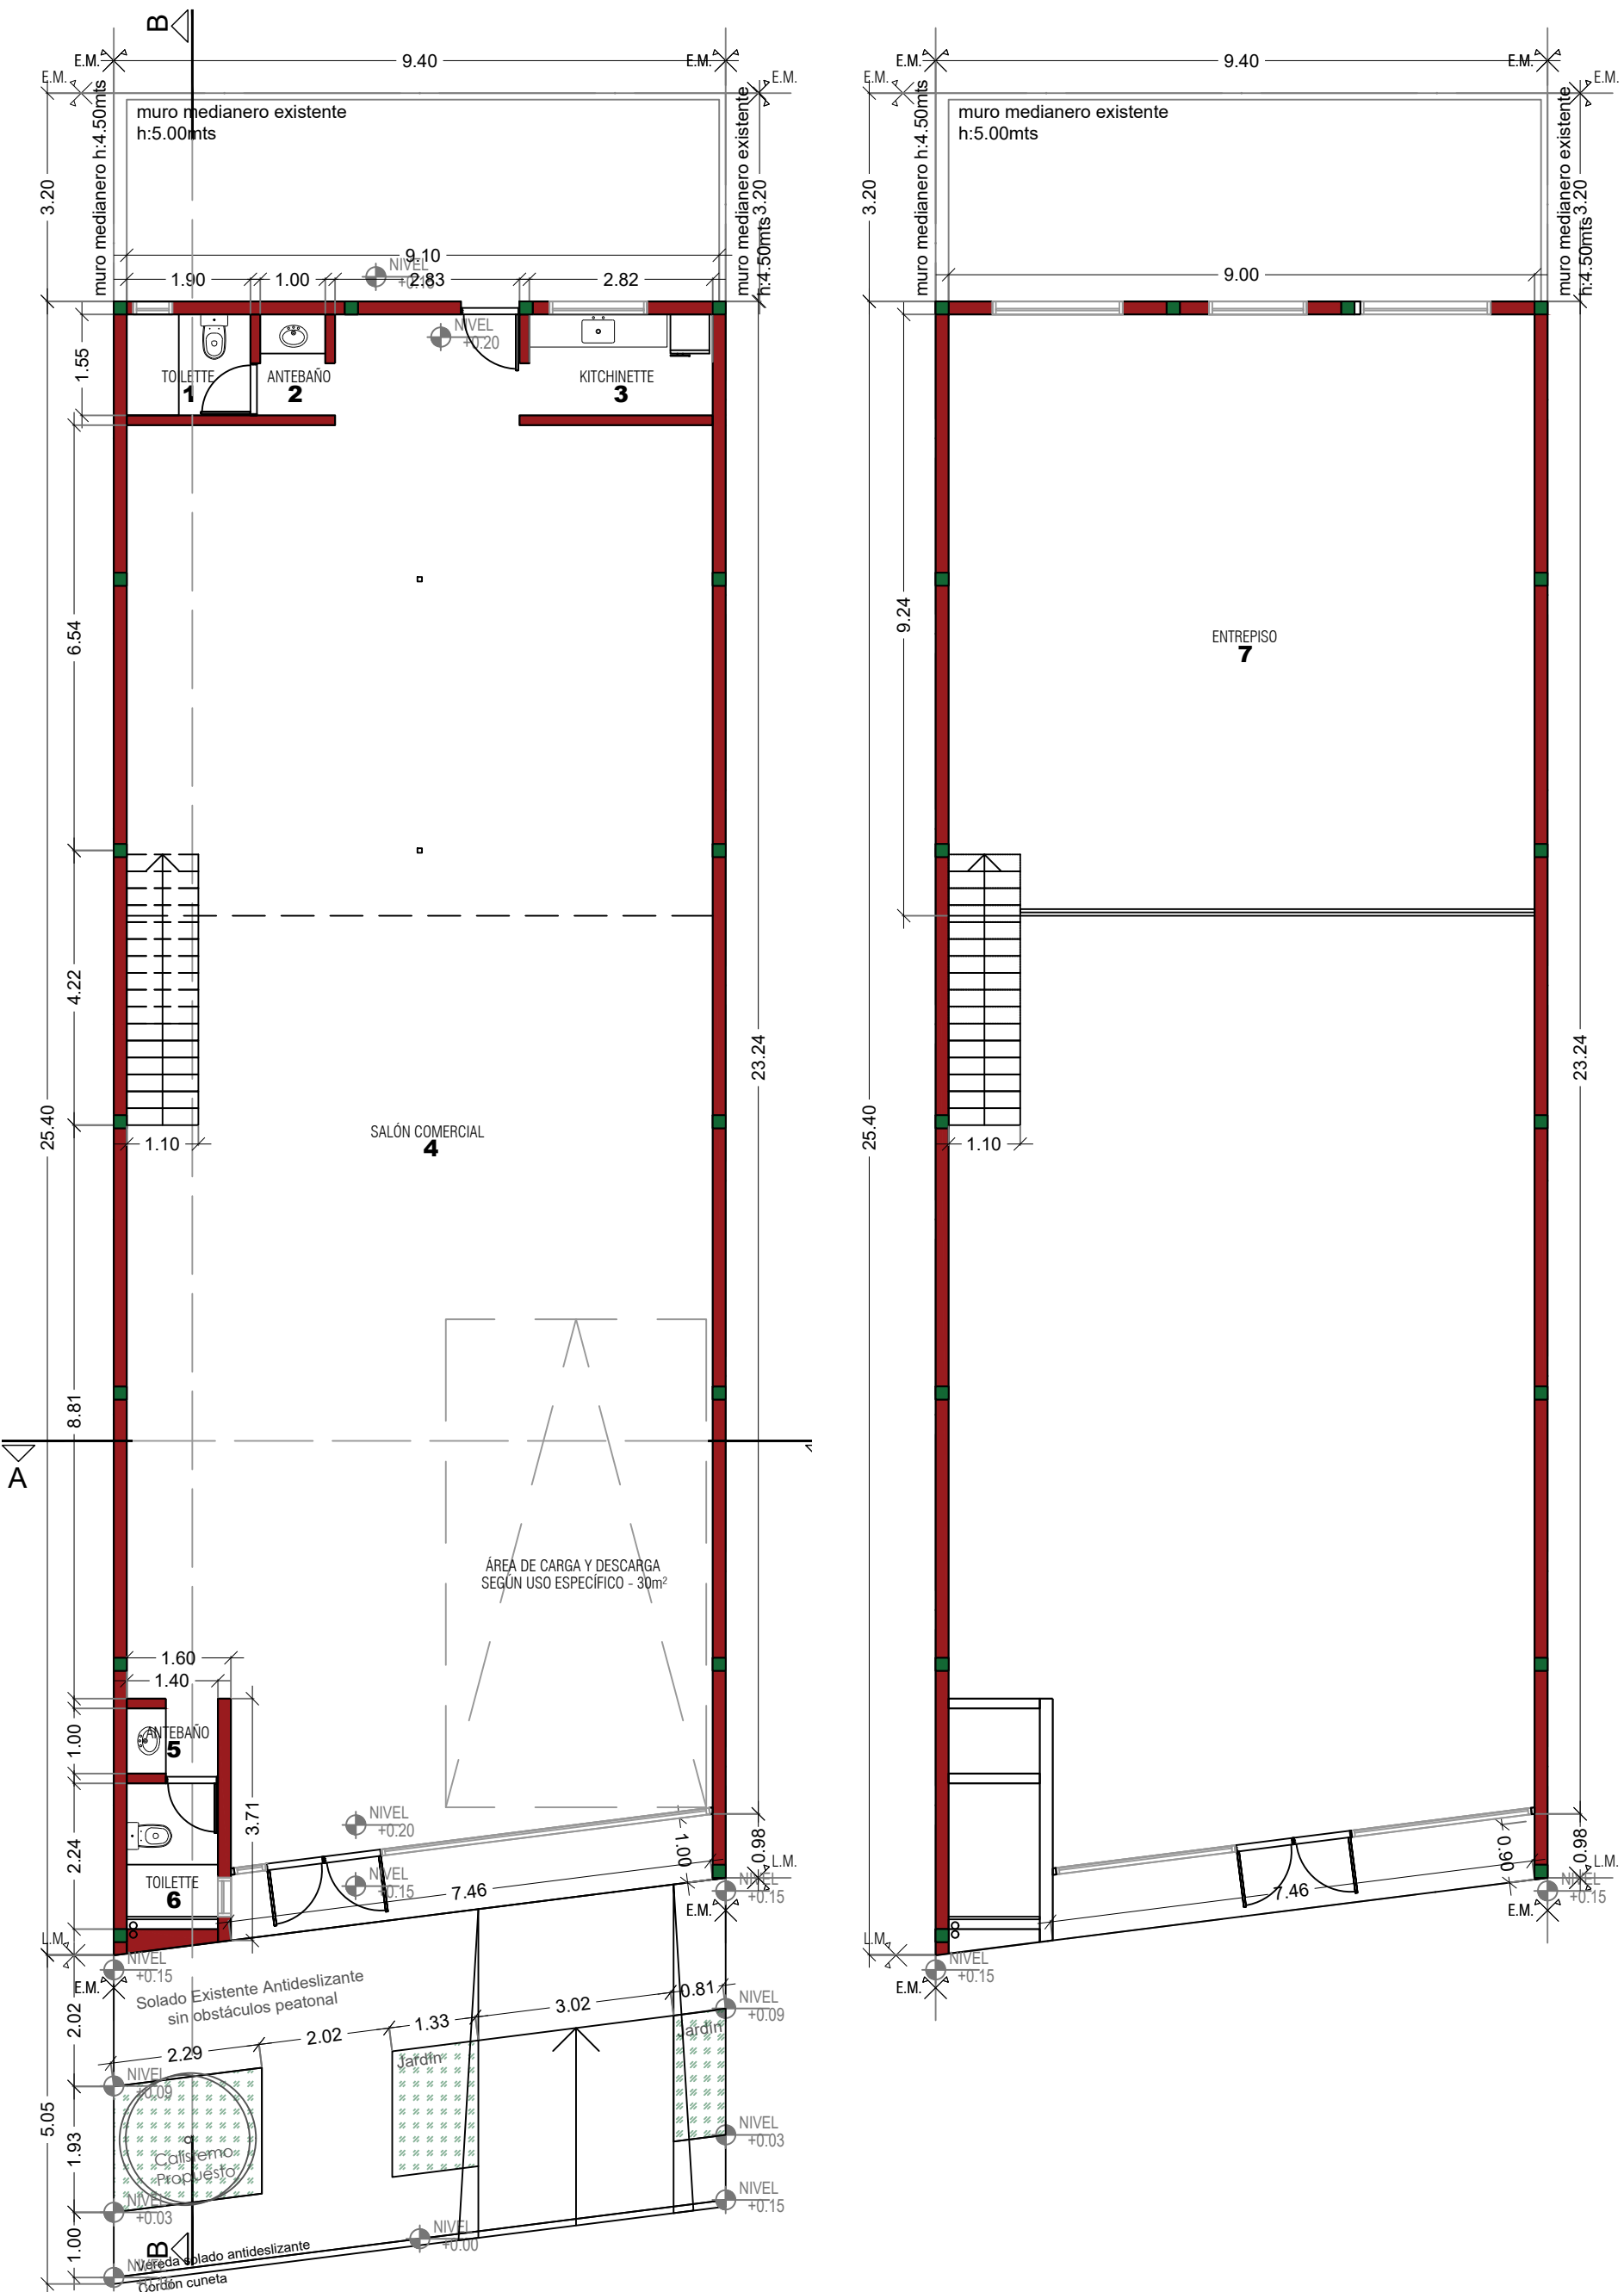 B
E.M.
9.40
E.M.
E.M.
E.M.
muro medianero existente
h:5.00mts
muro medianero h:4.50mts
muro medianero existente
h:4.50mts
3.20
3.20
9.10
NIVEL
1.90
1.00
2.83
2.82
NIVEL
+0.20
1.55
TOILETTE
1
ANTEBAÑO
2
KITCHINETTE
3
6.54
4.22
25.40
23.24
1.10
SALÓN COMERCIAL
4
8.81
A
ÁREA DE CARGA Y DESCARGA
SEGÚN USO ESPECÍFICO - 30m²
1.60
1.40
1.00
ANTEBAÑO
5
3.71
2.24
NIVEL
+0.20
NIVEL
+0.15
1.00
0.98
TOILETTE
6
7.46
L.M.
NIVEL
+0.15
E.M.
L.M.
NIVEL
+0.15
E.M.
Solado Existente Antideslizante
sin obstáculos peatonal
2.02
2.29
2.02
1.33
3.02
0.81
NIVEL
+0.09
Jardín
Jardín
NIVEL
+0.09
5.05
1.93
Calistemo
Propuesto
NIVEL
+0.03
NIVEL
+0.03
NIVEL
+0.15
1.00
B
NIVEL
+0.00
Vereda solado antideslizante
NIVEL
Cordón cuneta
E.M.
9.40
E.M.
E.M.
E.M.
muro medianero existente
h:5.00mts
muro medianero h:4.50mts
muro medianero existente
h:4.50mts
3.20
3.20
9.00
9.24
ENTREPISO
7
25.40
23.24
1.10
0.90
0.98
7.46
L.M.
NIVEL
+0.15
E.M.
L.M.
NIVEL
+0.15
E.M.